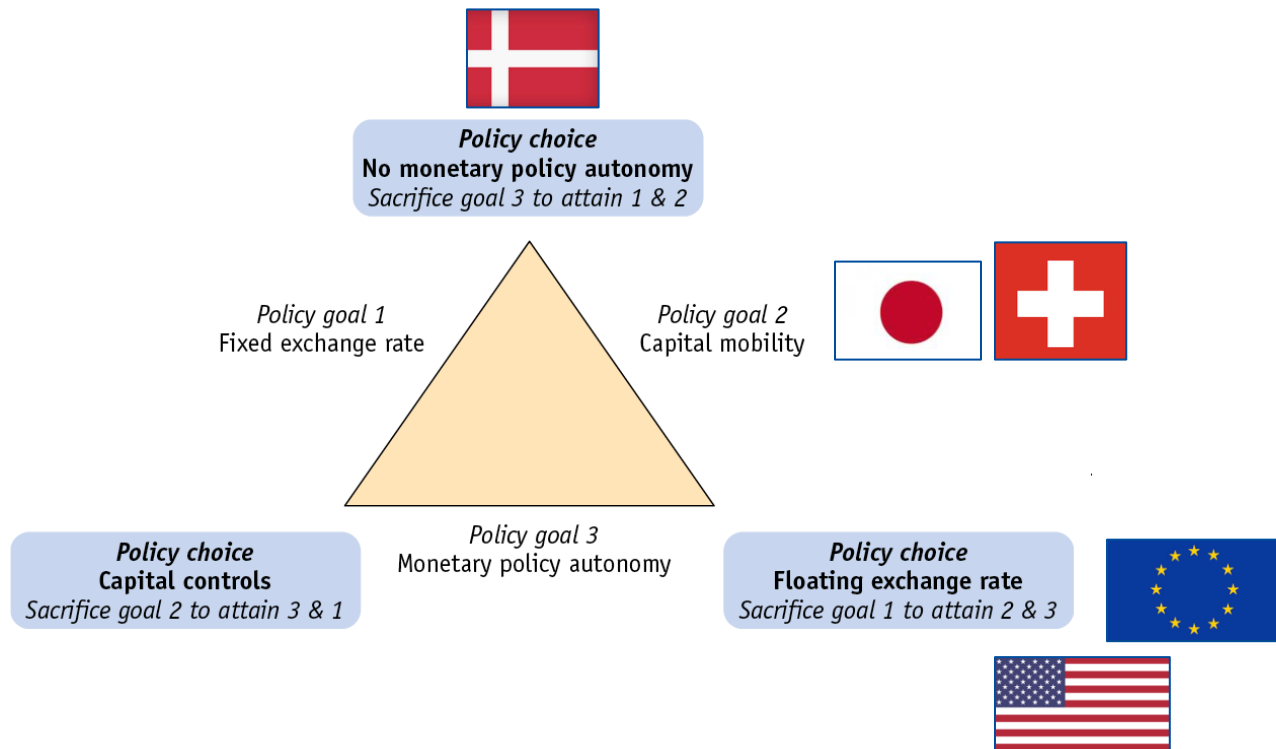 Policy choice
No monetary policy autonomy
Sacrifice goal 3 to attain 1 & 2
Policy goal 1
Fixed exchange rate
Policy goal 2
Capital mobility
Policy choice
Capital controls
Sacrifice goal 2 to attain 3 & 1
Policy goal 3
Monetary policy autonomy
Policy choice
Floating exchange rate
Sacrifice goal 1 to attain 2 & 3